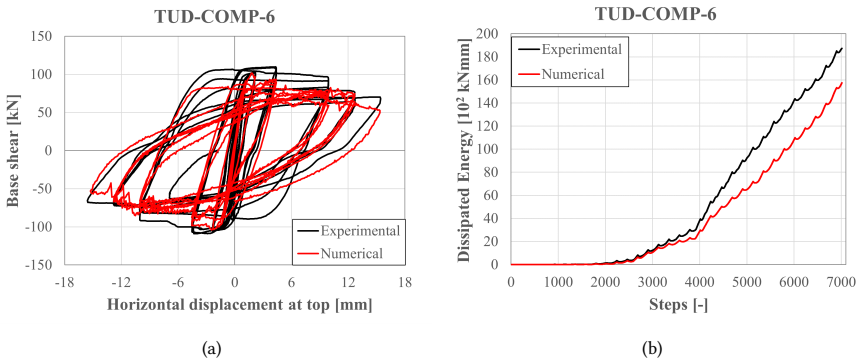 TUD-COMP-6
150
100
50
0
-50
-100
-150
-18
-12
-6
0
6
12
18
Base shear [kN]
Horizontal displacement at top [mm]
Experimental
Numerical
(a)
TUD-COMP-6
200
180
160
140
120
100
80
60
40
20
0
0
1000
2000
3000
4000
5000
6000
7000
Dissipated Energy [10² kNmm]
Steps [-]
Experimental
Numerical
(b)